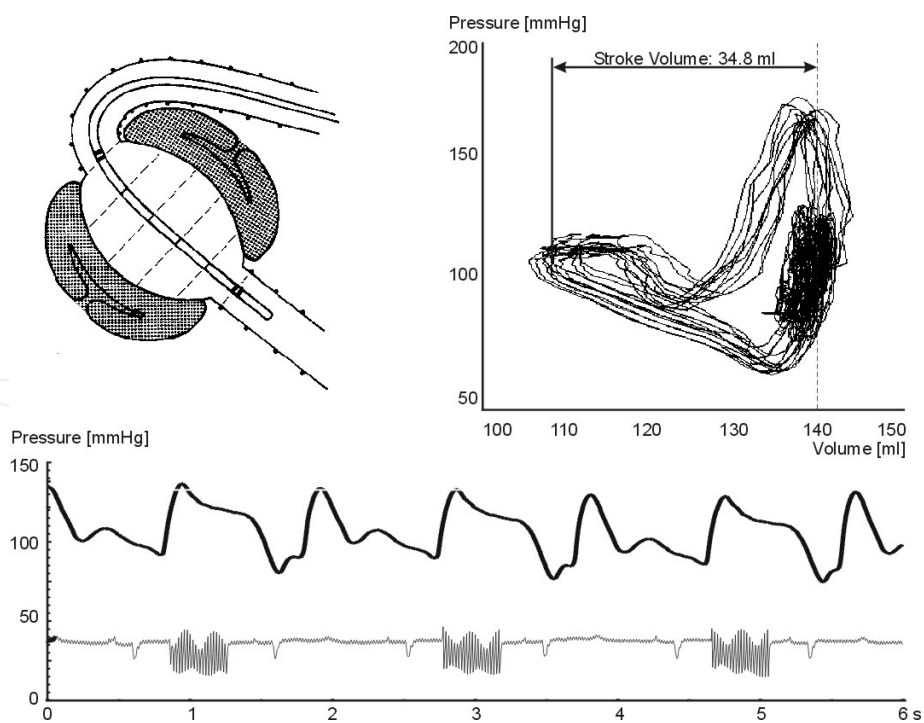 Pressure [mmHg]
200
Stroke Volume: 34.8 ml
150
100
50
100 110 120 130 140 150
Volume [ml]
Pressure [mmHg]
150
100
50
0
0 1 2 3 4 5 6 s